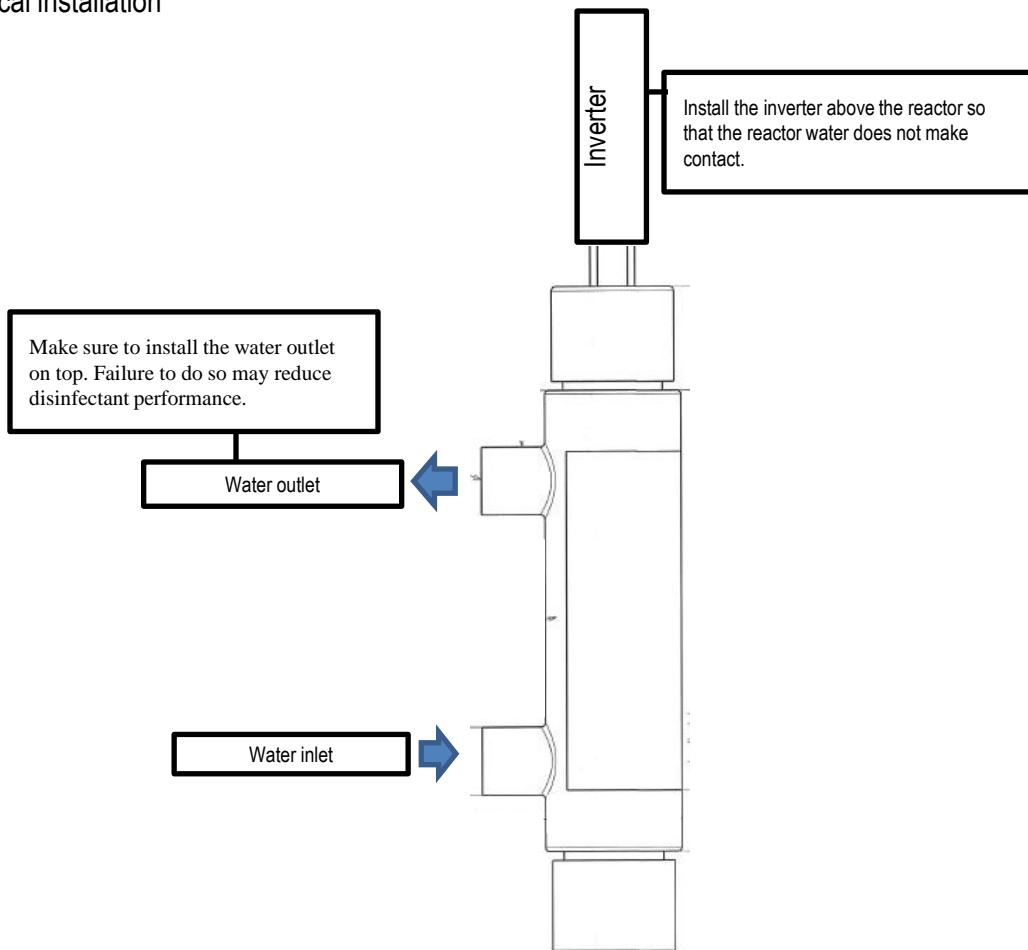 cal installation
Inverter
Install the inverter above the reactor so
that the reactor water does not make
contact.
Make sure to install the water outlet
on top. Failure to do so may reduce
disinfectant performance.
Water outlet
Water inlet